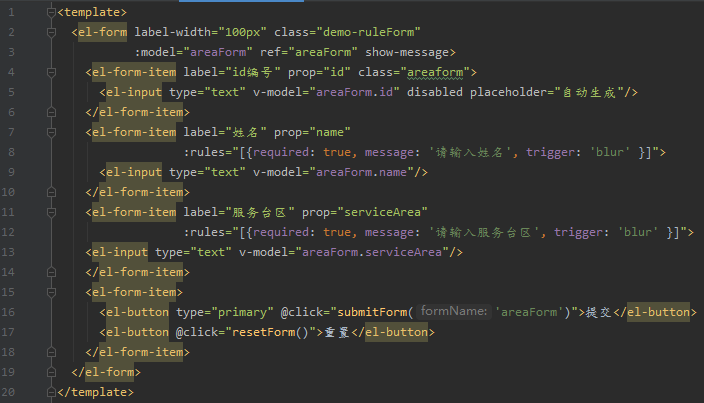 1 <template>
2 <el-form label-width="100px" class="demo-ruleForm"
3 :model="areaForm" ref="areaForm" show-message>
4 <el-form-item label="id编号" prop="id" class="areaform">
5 <el-input type="text" v-model="areaForm.id" disabled placeholder="自动生成"/>
6 </el-form-item>
7 <el-form-item label="姓名" prop="name"
8 :rules="[{required: true, message: '请输入姓名', trigger: 'blur' }]">
9 <el-input type="text" v-model="areaForm.name"/>
10 </el-form-item>
11 <el-form-item label="服务台区" prop="serviceArea"
12 :rules="[{required: true, message: '请输入服务台区', trigger: 'blur' }]">
13 <el-input type="text" v-model="areaForm.serviceArea"/>
14 </el-form-item>
15 <el-form-item>
16 <el-button type="primary" @click="submitForm( formName: 'areaForm')">提交</el-button>
17 <el-button @click="resetForm()">重置</el-button>
18 </el-form-item>
19 </el-form>
20 </template>